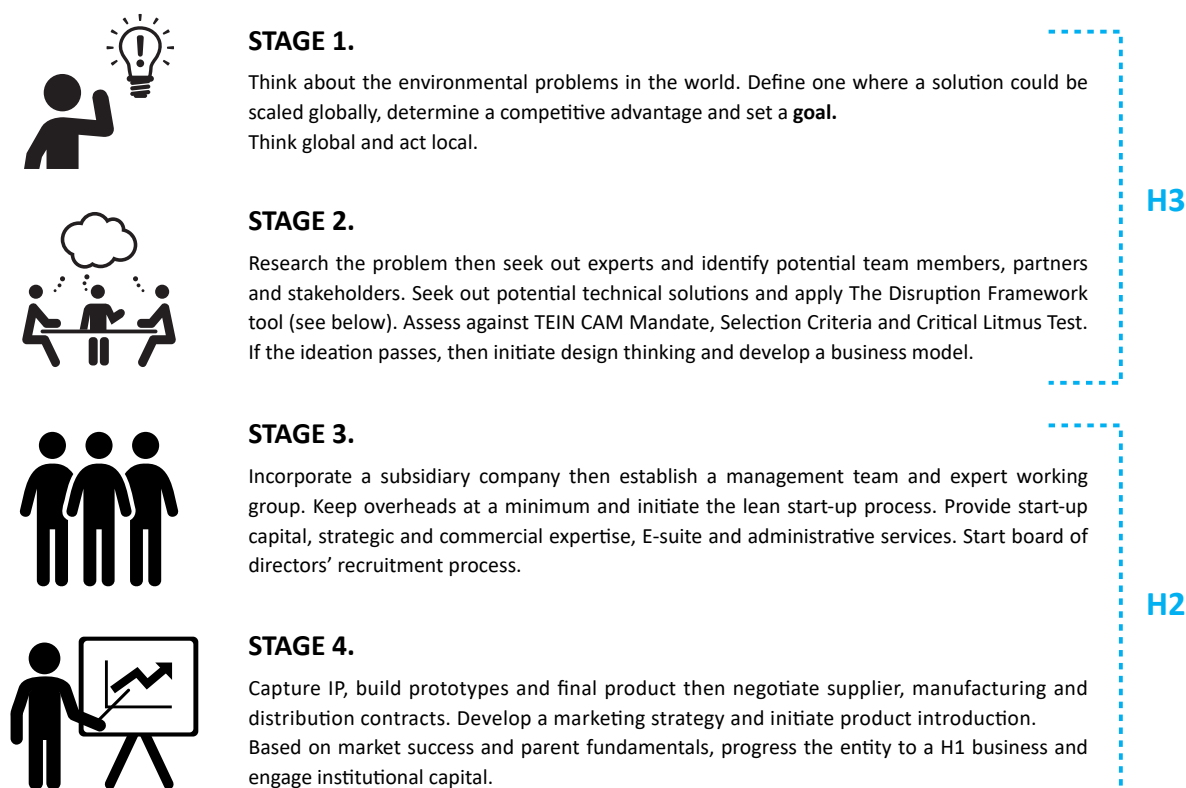 STAGE 1.
Think about the environmental problems in the world. Define one where a solution could be
scaled globally, determine a competitive advantage and set a goal.
Think global and act local.
H3
STAGE 2.
Research the problem then seek out experts and identify potential team members, partners
and stakeholders. Seek out potential technical solutions and apply The Disruption Framework
tool (see below). Assess against TEIN CAM Mandate, Selection Criteria and Critical Litmus Test.
If the ideation passes, then initiate design thinking and develop a business model.
STAGE 3.
Incorporate a subsidiary company then establish a management team and expert working
group. Keep overheads at a minimum and initiate the lean start-up process. Provide start-up
capital, strategic and commercial expertise, E-suite and administrative services. Start board of
directors’ recruitment process.
H2
STAGE 4.
Capture IP, build prototypes and final product then negotiate supplier, manufacturing and
distribution contracts. Develop a marketing strategy and initiate product introduction.
Based on market success and parent fundamentals, progress the entity to a H1 business and
engage institutional capital.